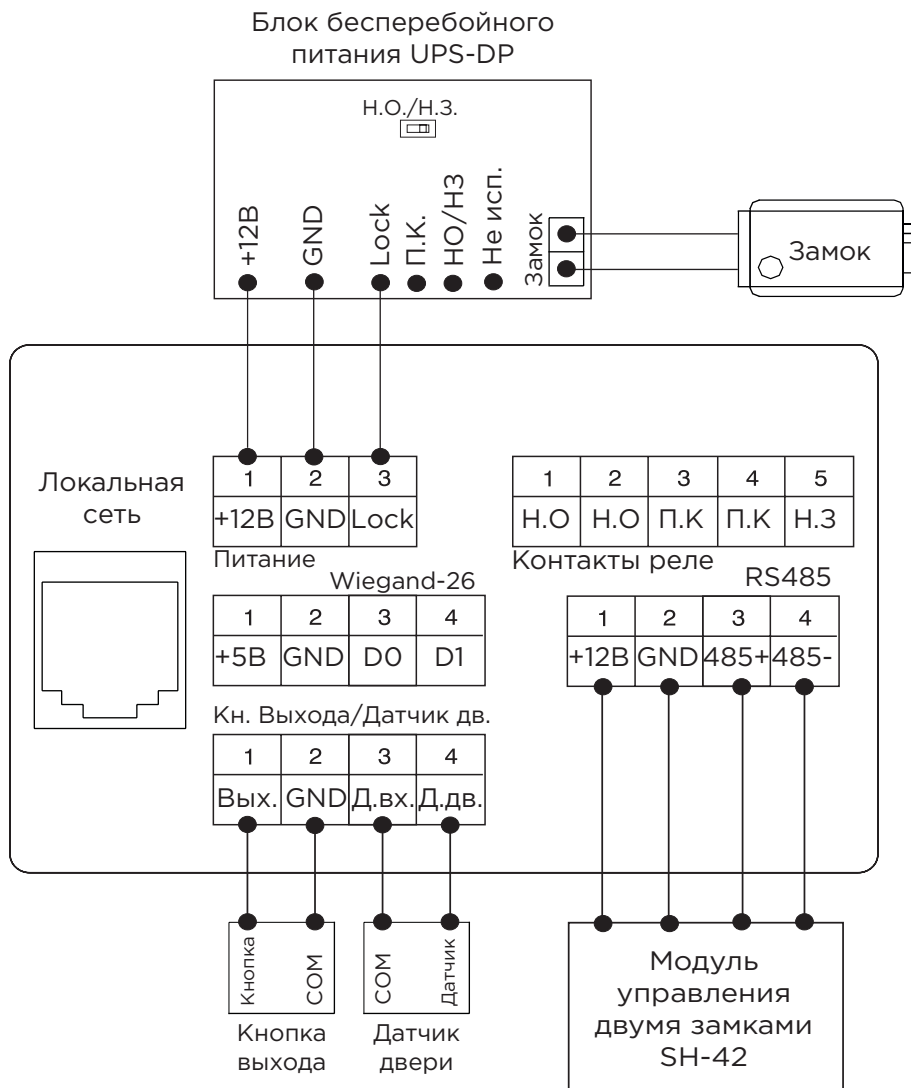 Блок бесперебойного
питания UPS-DP
Н.О./Н.З.
+12В
GND
Lock
П.К.
НО/НЗ
Не исп.
Замок
Замок
Локальная
сеть
1 2 3
+12В GND Lock
Питание
1 2 3 4 5
Н.О Н.О П.К П.К Н.З
Контакты реле
Wiegand-26
1 2 3 4
+5В GND D0 D1
RS485
1 2 3 4
+12В GND 485+ 485-
Кн. Выхода/Датчик дв.
1 2 3 4
Вых. GND Д.вх. Д.дв.
Кнопка
COM
COM
Датчик
Кнопка
выхода
Датчик
двери
Модуль
управления
двумя замками
SH-42